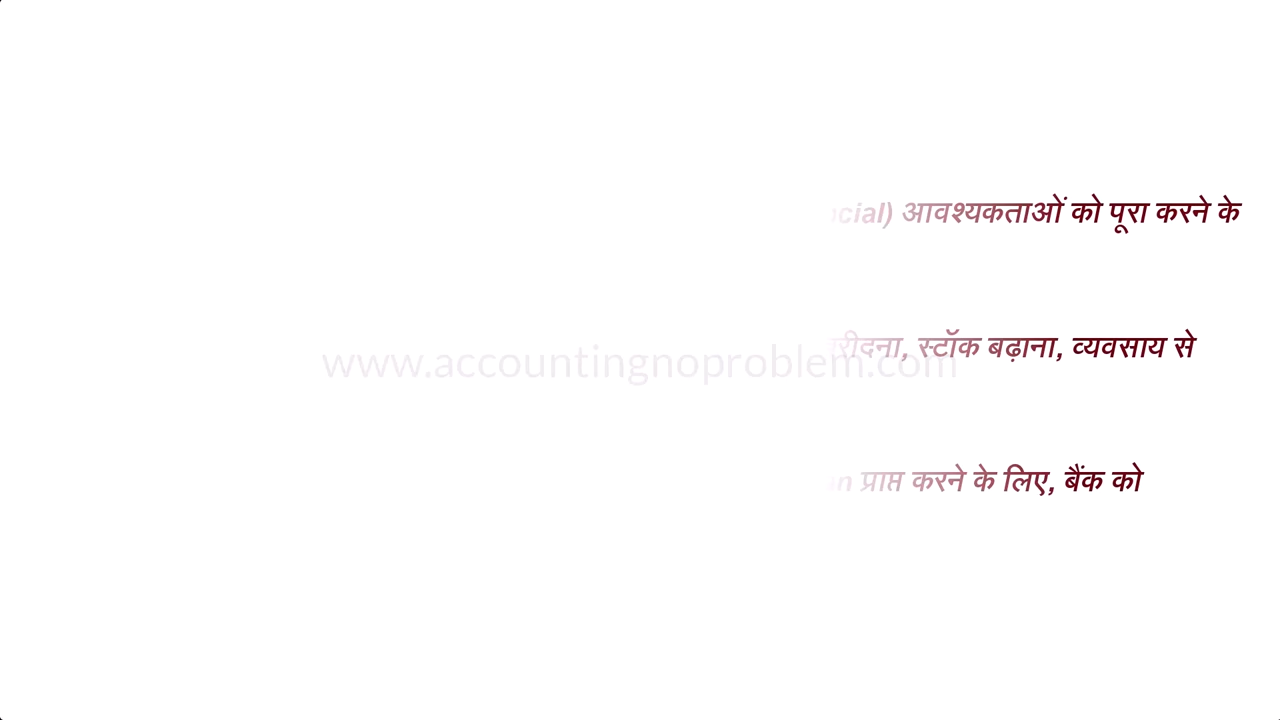 आवश्यकताओं को पूरा करने के
स्टॉक बढ़ाना, व्यवसाय से
www.accountingnoproblem.com
प्राप्त करने के लिए, बैंक को